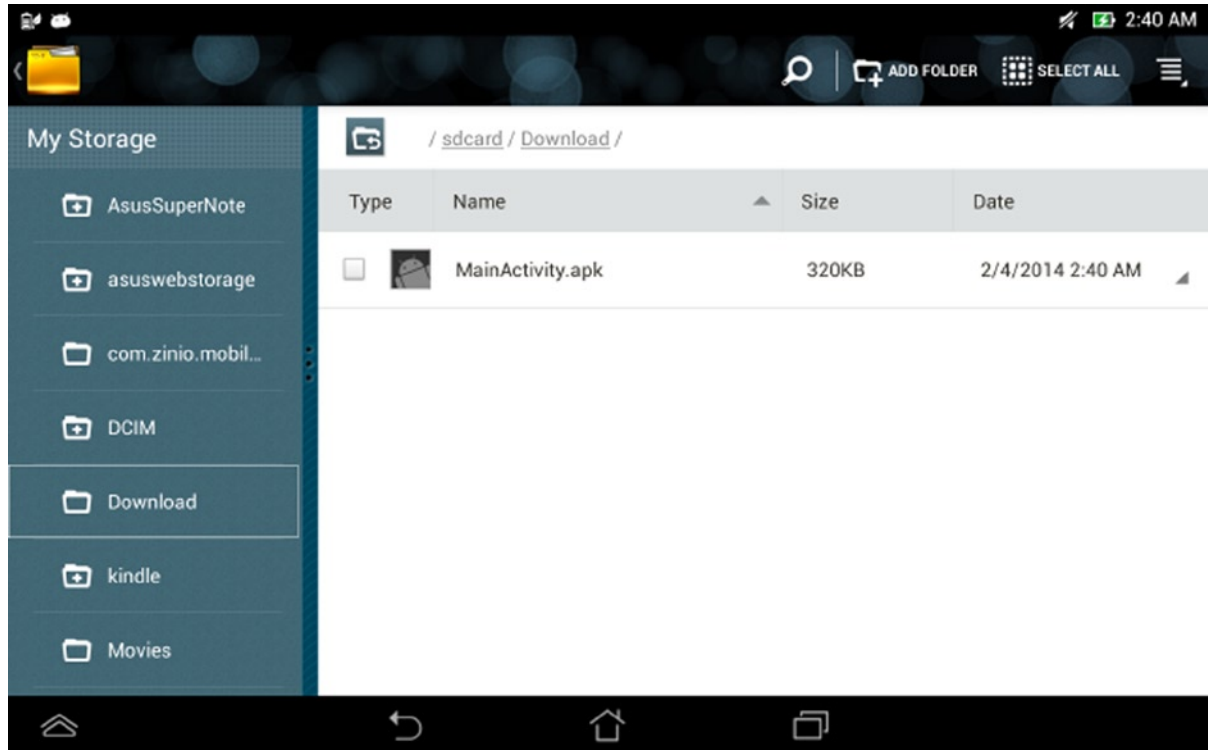 2:40 AM
ADD FOLDER
SELECT ALL
My Storage
/ sdcard / Download /
AsusSuperNote
Type Name Size Date
asuswebstorage
MainActivity.apk 320KB 2/4/2014 2:40 AM
com.zinio.mobil...
DCIM
Download
kindle
Movies